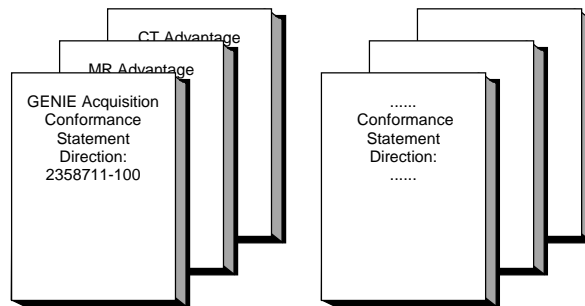 CT Advantage
MR Advantage
GENIE Acquisition
Conformance
Statement
Direction:
2358711-100
......
Conformance
Statement
Direction:
......